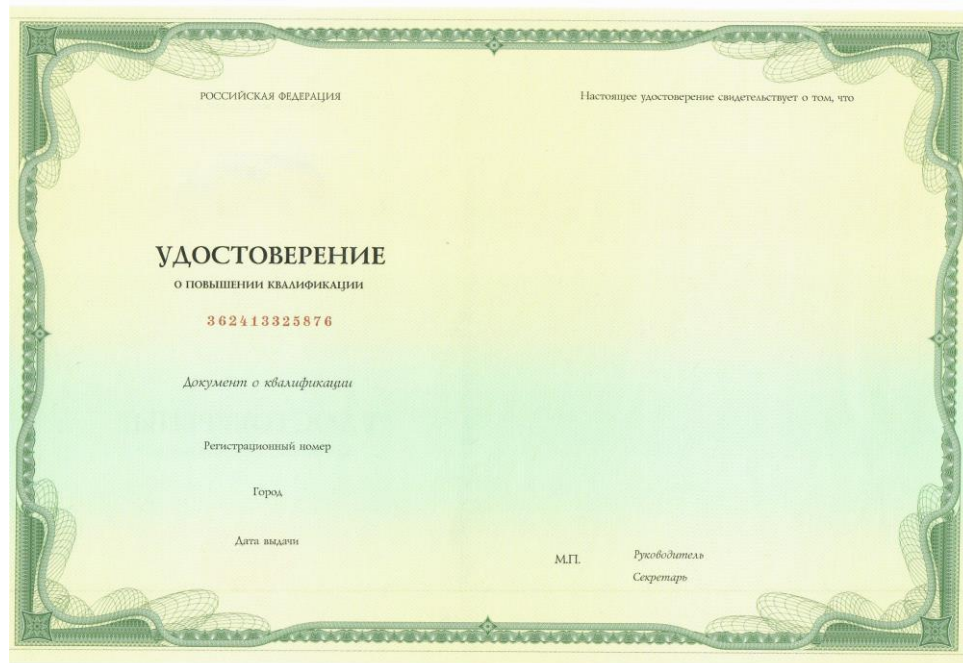 РОССИЙСКАЯ ФЕДЕРАЦИЯ
УДОСТОВЕРЕНИЕ
О ПОВЫШЕНИИ КВАЛИФИКАЦИИ
362413325876
Документ о квалификации
Регистрационный номер
Город
Дата выдачи
Настоящее удостоверение свидетельствует о том, что
М.П.
Руководитель
Секретарь